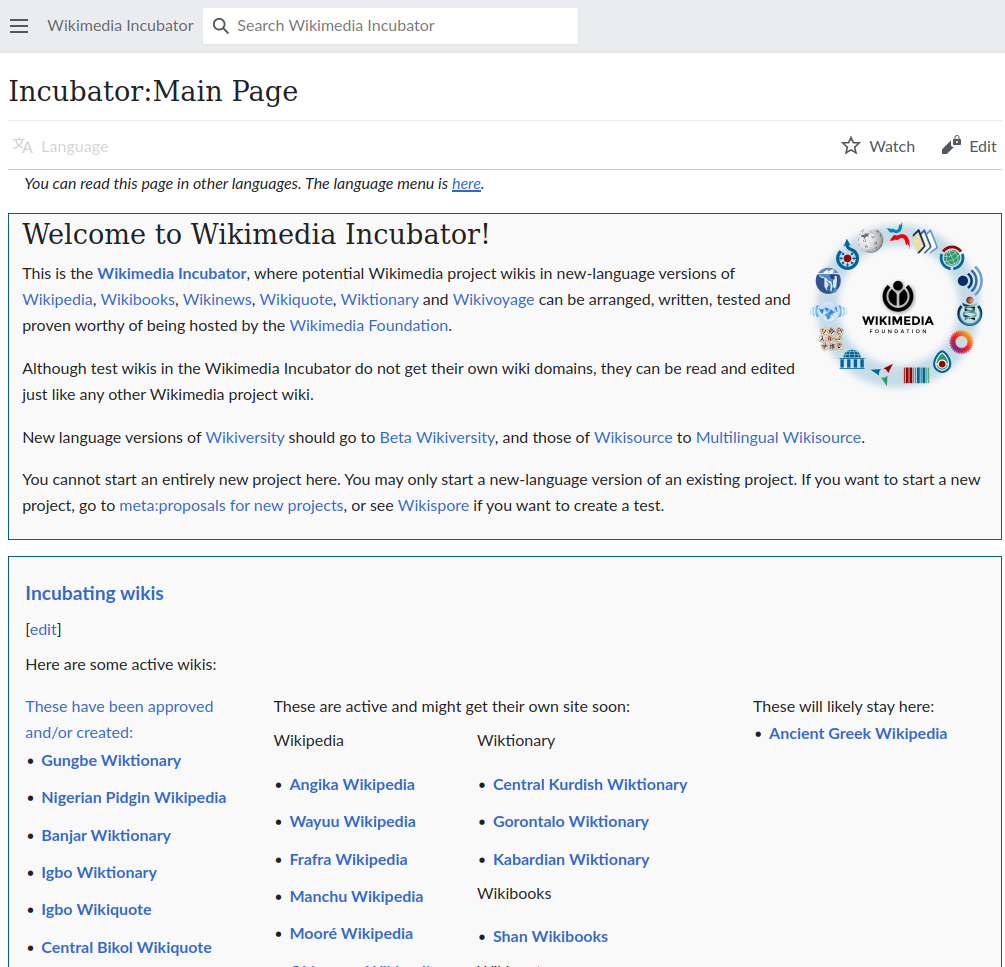 Wikimedia Incubator
Search Wikimedia Incubator
Incubator:Main Page
Language
Watch
Edit
You can read this page in other languages. The language menu is here.
Welcome to Wikimedia Incubator!
This is the Wikimedia Incubator, where potential Wikimedia project wikis in new-language versions of
Wikipedia, Wikibooks, Wikinews, Wikiquote, Wiktionary and Wikivoyage can be arranged, written, tested and
proven worthy of being hosted by the Wikimedia Foundation.
Although test wikis in the Wikimedia Incubator do not get their own wiki domains, they can be read and edited
just like any other Wikimedia project wiki.
New language versions of Wikiversity should go to Beta Wikiversity, and those of Wikisource to Multilingual Wikisource.
You cannot start an entirely new project here. You may only start a new-language version of an existing project. If you want to start a new
project, go to meta:proposals for new projects, or see Wikispore if you want to create a test.
WIKIMEDIA
FOUNDATION
Incubating wikis
[edit]
Here are some active wikis:
These have been approved
and/or created:
• Gungbe Wiktionary
• Nigerian Pidgin Wikipedia
• Banjar Wiktionary
• Igbo Wiktionary
• Igbo Wikiquote
• Central Bikol Wikiquote
These are active and might get their own site soon:
Wikipedia
• Angika Wikipedia
• Wayuu Wikipedia
• Frafra Wikipedia
• Manchu Wikipedia
• Mooré Wikipedia
Wiktionary
• Central Kurdish Wiktionary
• Gorontalo Wiktionary
• Kabardian Wiktionary
Wikibooks
• Shan Wikibooks
These will likely stay here:
• Ancient Greek Wikipedia